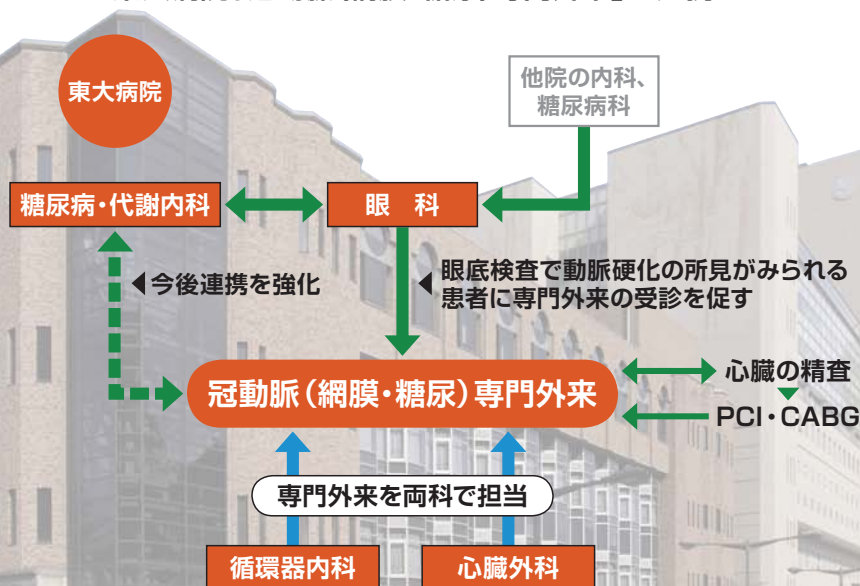 東大病院
他院の内科、
糖尿病科
糖尿病・代謝内科
眼 科
今後連携を強化
眼底検査で動脈硬化の所見がみられる
患者に専門外来の受診を促す
冠動脈（網膜・糖尿）専門外来
心臓の精査
PCI・CABG
専門外来を両科で担当
循環器内科
心臓外科